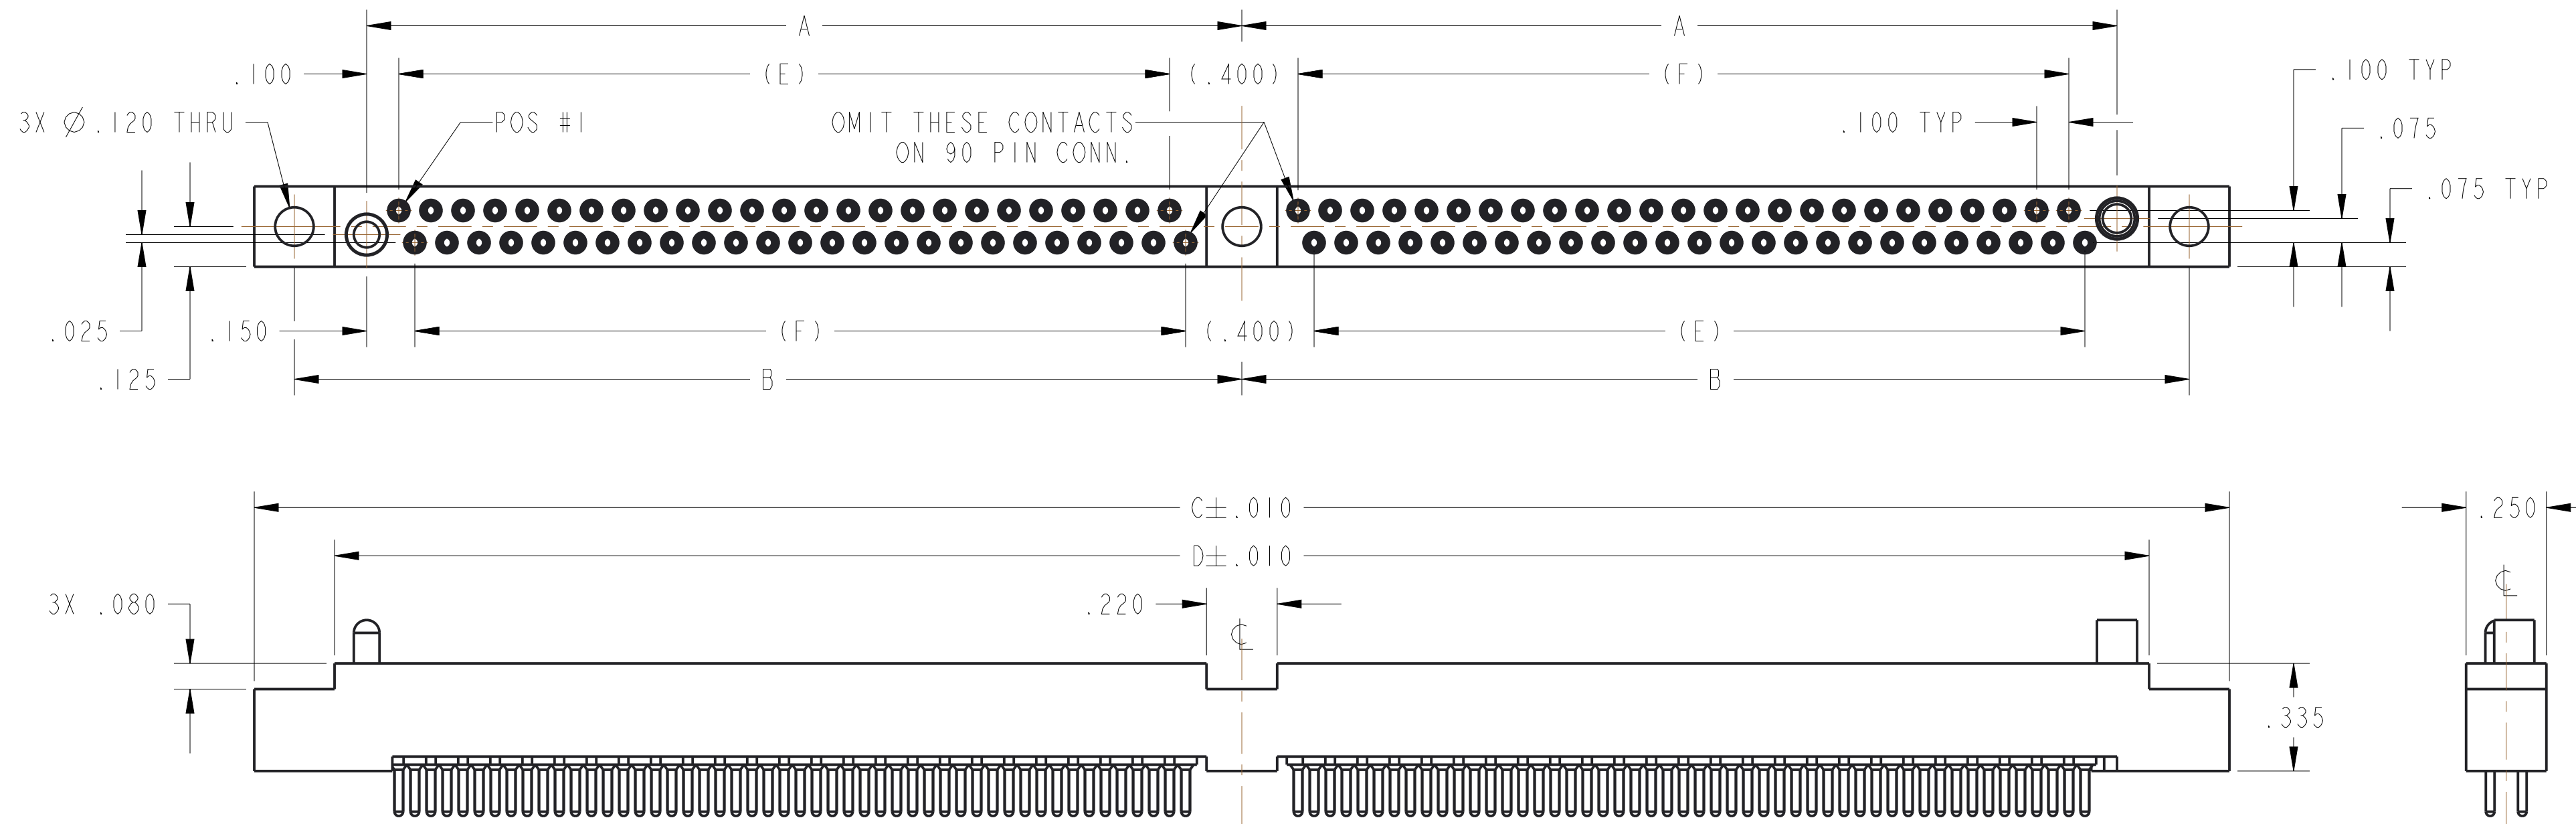 A A
.100 (E) (.400) (F) .100 TYP
3X Ø.120 THRU POS #1 OMIT THESE CONTACTS .100 TYP .075
ON 90 PIN CONN.
.075 TYP
.025 .150 (F) (.400) (E)
.125 B B
C±.010 .250
D±.010
3X .080 .220
℄ ℄
.335